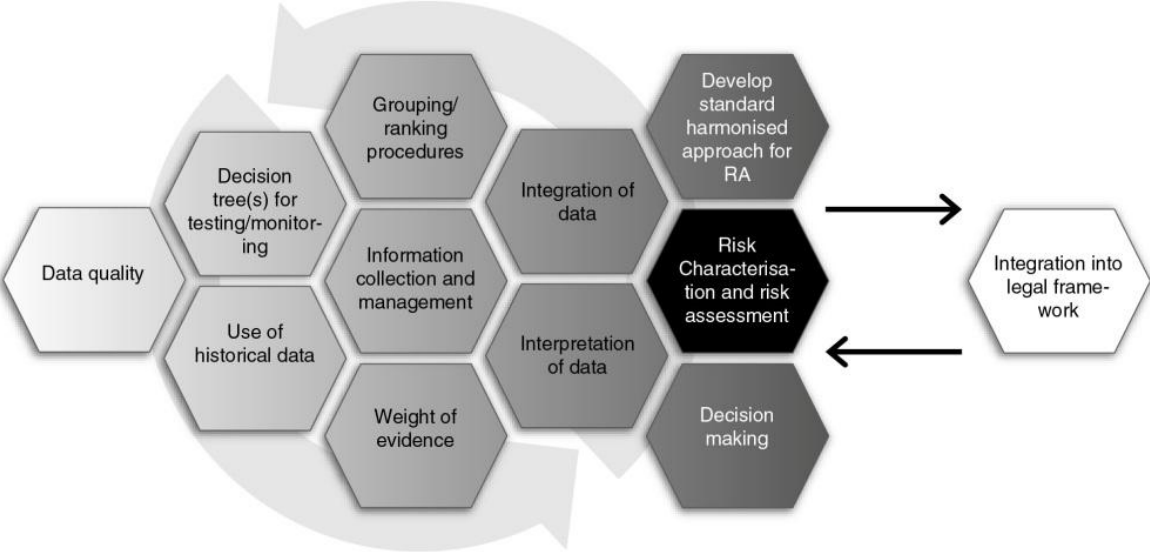 Data quality
Decision
tree(s) for
testing/monitor-
ing
Use of
historical data
Grouping/
ranking
procedures
Information
collection and
management
Weight of
evidence
Integration of
data
Interpretation
of data
Develop
standard
harmonised
approach for
RA
Risk
Characterisa-
tion and risk
assessment
Decision
making
Integration into
legal frame-
work